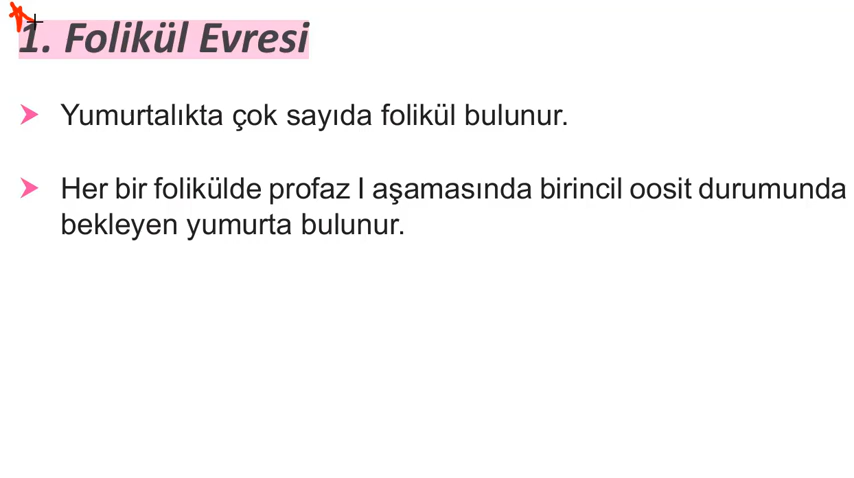 1. Folikül Evresi
Yumurtalıkta çok sayıda folikül bulunur.
Her bir folikülde profaz I aşamasında birincil oosit durumunda
bekleyen yumurta bulunur.